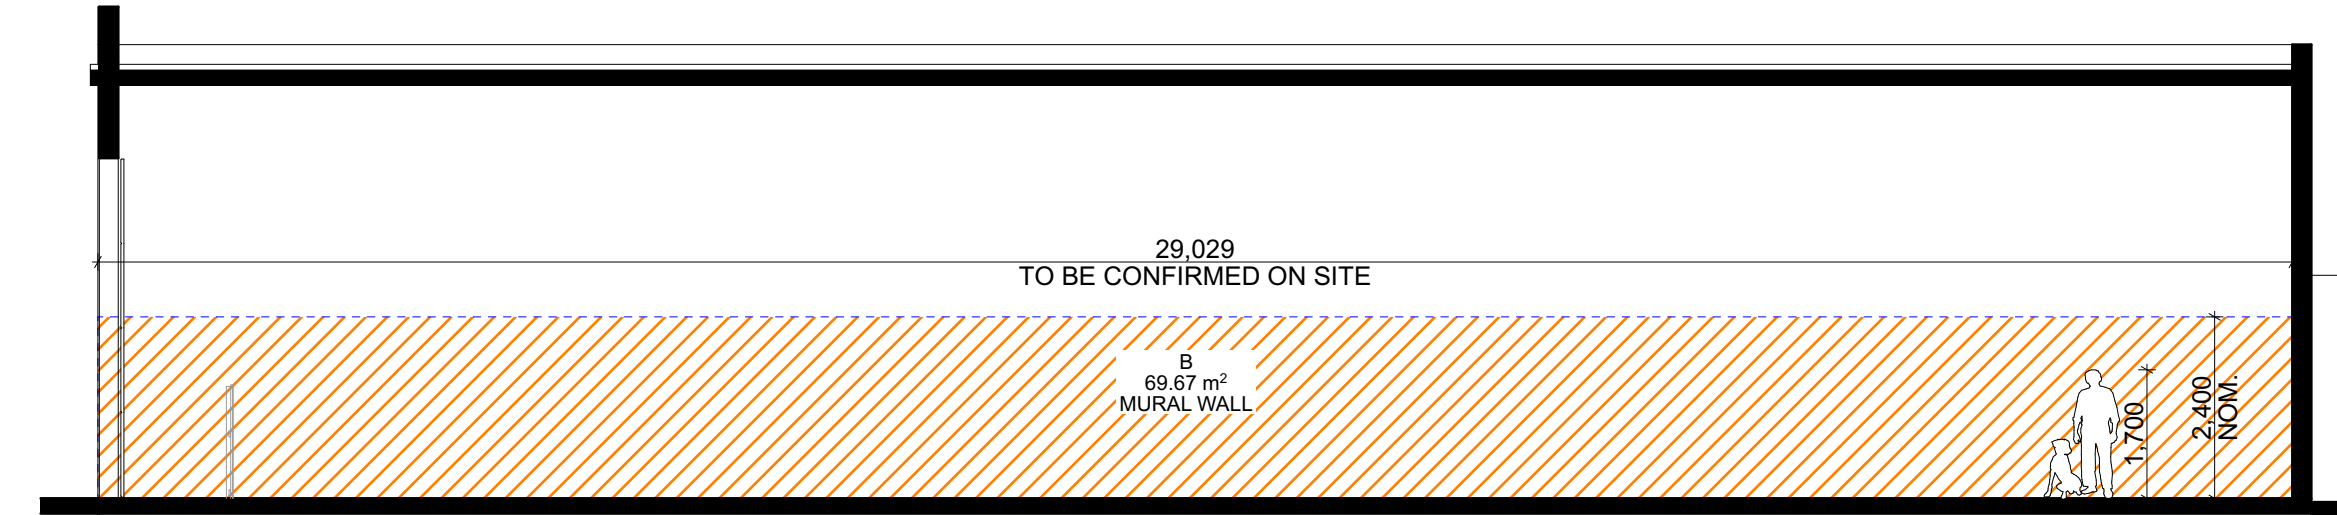 29,029
TO BE CONFIRMED ON SITE
B
69.67 m²
MURAL WALL
1,700
2,400
NOM.